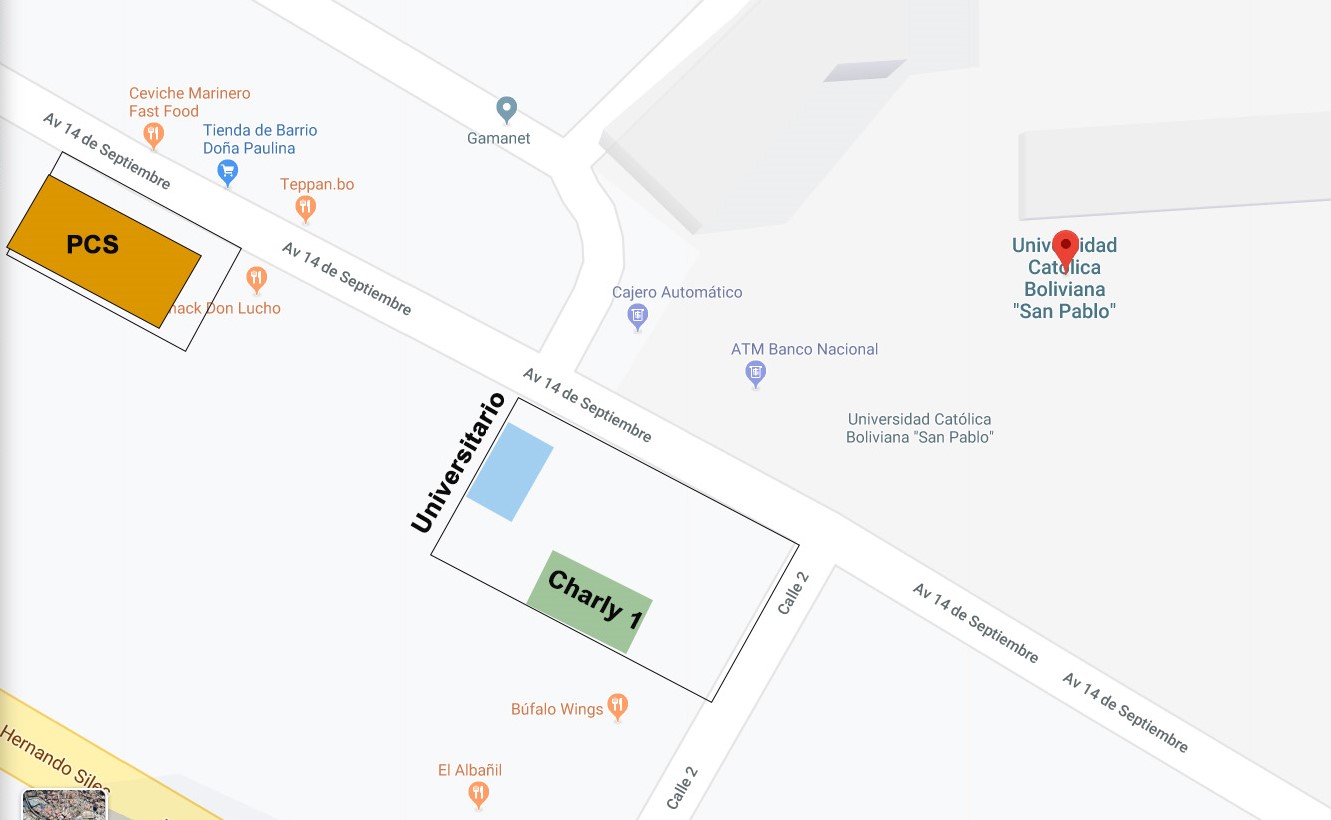 Ceviche Marinero
Fast Food
Av 14 de Septiembre
Tienda de Barrio
Doña Paulina
Gamanet
Teppan.bo
PCS
Av 14 de Septiembre
Universidad
Católica
Boliviana
"San Pablo"
nack Don Lucho
Cajero Automático
ATM Banco Nacional
Av 14 de Septiembre
Universitario
Universidad Católica
Boliviana "San Pablo"
Charly 1
Calle 2
Av 14 de Septiembre
Av 14 de Septiembre
Búfalo Wings
Hernando Siles
El Albañil
Calle 2